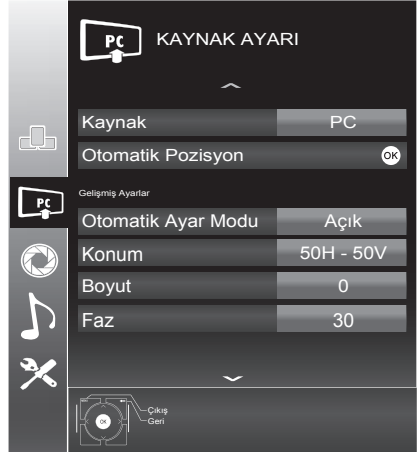 PC KAYNAK AYARI
Kaynak PC
Otomatik Pozisyon OK
PC
Gelişmiş Ayarlar
Otomatik Ayar Modu Açık
Konum 50H - 50V
Boyut 0
Faz 30
Çıkış
OK Geri